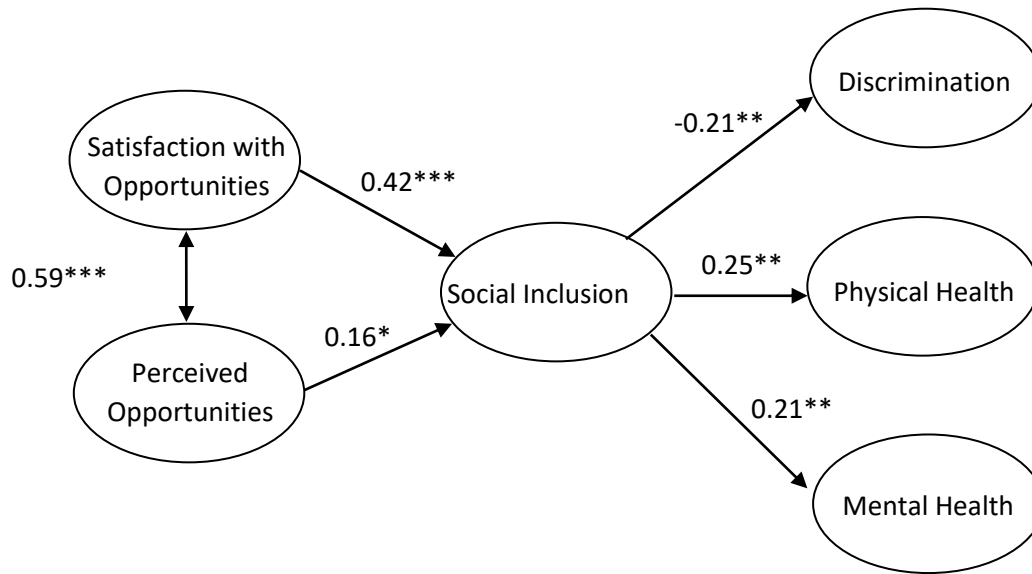 Discrimination
-0.21**
Satisfaction with
Opportunities
0.42***
0.59***
Social Inclusion
0.25**
Physical Health
0.16*
Perceived
Opportunities
0.21**
Mental Health